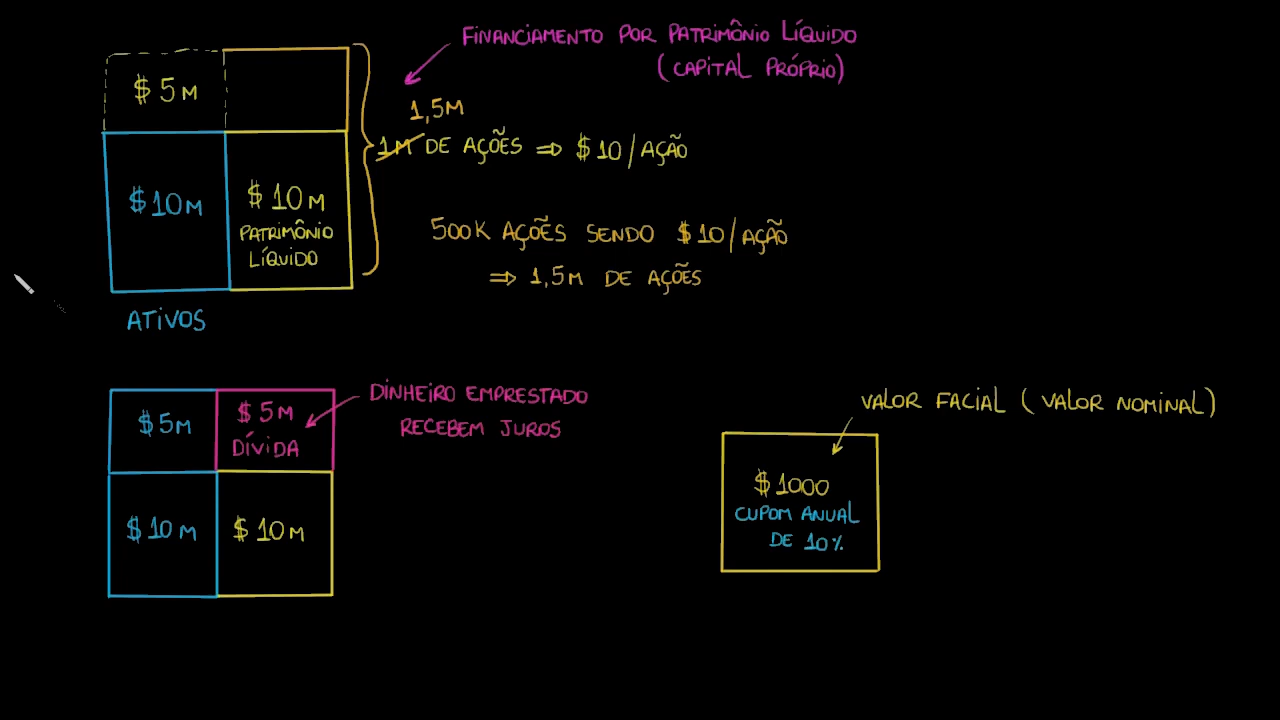 FINANCIAMENTO POR PATRIMÔNIO LÍQUIDO
(CAPITAL PRÓPRIO)
$ 5M
1,5M
1M DE AÇÕES ⇒ $10/AÇÃO
$10M
$10M
PATRIMÔNIO
LÍQUIDO
500K AÇÕES SENDO $10/AÇÃO
⇒ 1,5M DE AÇÕES
ATIVOS
$5M
$5M
DÍVIDA
DINHEIRO EMPRESTADO
RECEBEM JUROS
$10M
$10M
VALOR FACIAL (VALOR NOMINAL)
$1000
CUPOM ANUAL
DE 10%